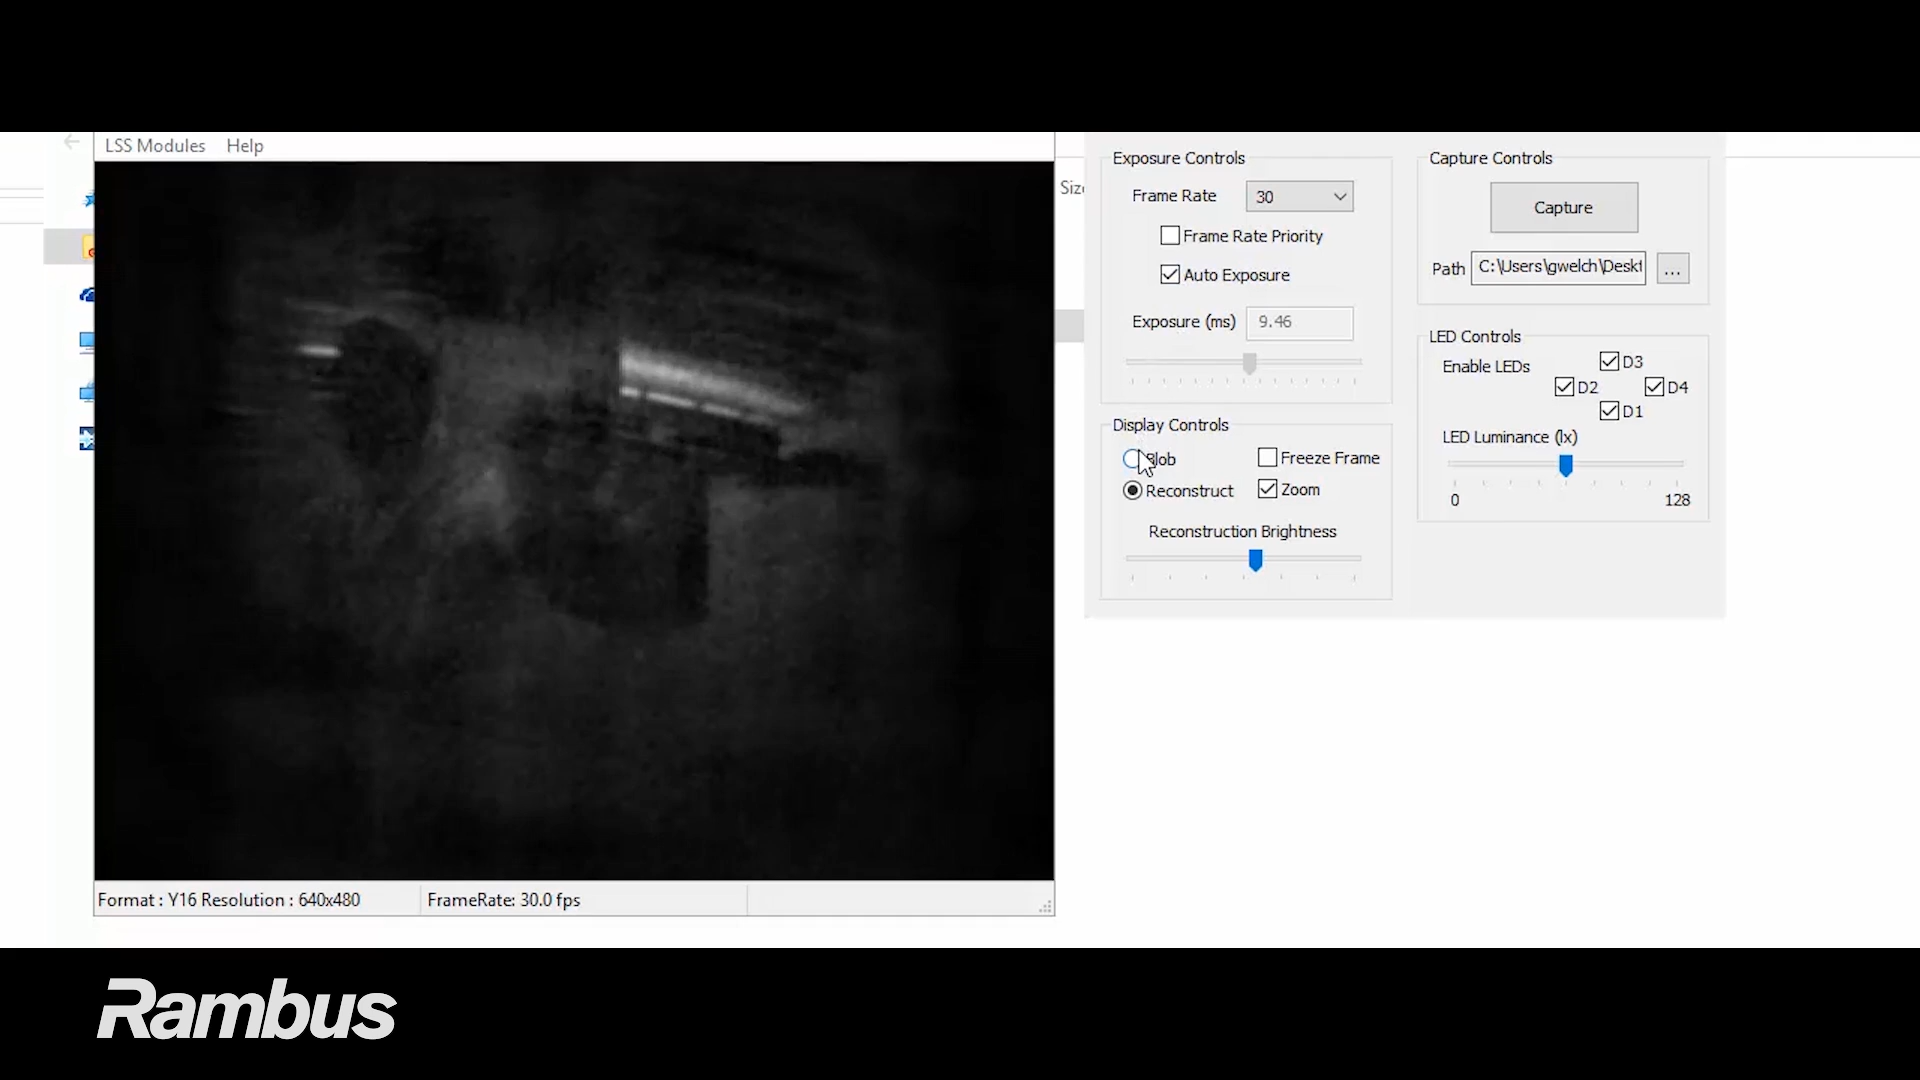 LSS Modules Help
Size
Exposure Controls
Frame Rate 30
Frame Rate Priority
Auto Exposure
Exposure (ms) 9.46
Display Controls
Blob
Freeze Frame
Reconstruct
Zoom
Reconstruction Brightness
Capture Controls
Capture
Path C:\Users\gwelch\Deskt ...
LED Controls
Enable LEDs
D3
D2
D4
D1
LED Luminance (lx)
0 128
Format : Y16 Resolution : 640x480 FrameRate: 30.0 fps
Rambus